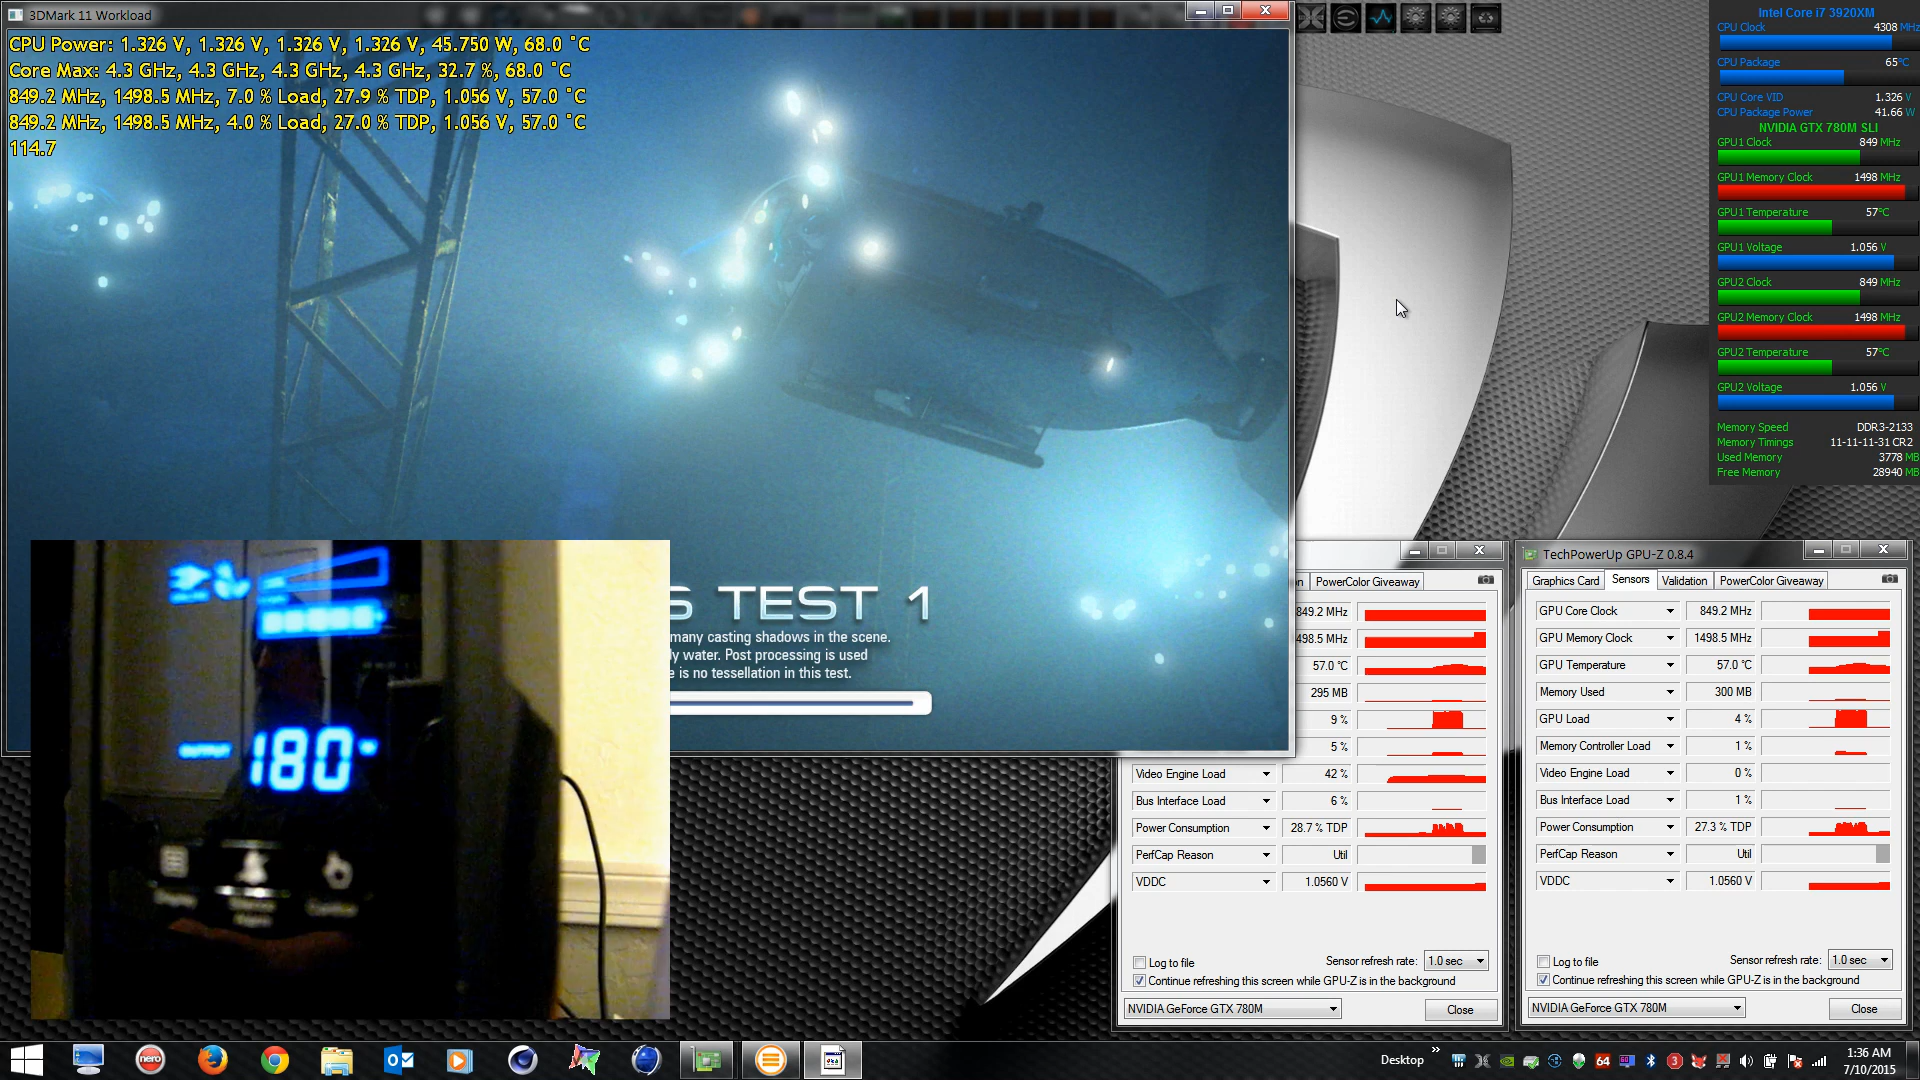 3DMark 11 Workload
CPU Power: 1.326 V, 1.326 V, 1.326 V, 1.326 V, 45.750 W, 68.0 °C
Core Max: 4.3 GHz, 4.3 GHz, 4.3 GHz, 4.3 GHz, 32.7 %, 68.0 °C
849.2 MHz, 1498.5 MHz, 7.0 % Load, 27.9 % TDP, 1.056 V, 57.0 °C
849.2 MHz, 1498.5 MHz, 4.0 % Load, 27.0 % TDP, 1.056 V, 57.0 °C
114.7
Intel Core i7 3920XM
CPU Clock 4308 MHz
CPU Package 65°C
CPU Core VID 1.326 V
CPU Package Power 41.66 W
NVIDIA GTX 780M SLI
GPU1 Clock 849 MHz
GPU1 Memory Clock 1498 MHz
GPU1 Temperature 57°C
GPU1 Voltage 1.056 V
GPU2 Clock 849 MHz
GPU2 Memory Clock 1498 MHz
GPU2 Temperature 57°C
GPU2 Voltage 1.056 V
Memory Speed DDR3-2133
Memory Timings 11-11-11-31 CR2
Used Memory 3778 MB
Free Memory 28940 MB
S TEST 1
many casting shadows in the scene.
ly water. Post processing is used
e is no tessellation in this test.
OUTPUT 180 W
n PowerColor Giveaway
849.2 MHz
498.5 MHz
57.0 °C
295 MB
9 %
5 %
Video Engine Load 42 %
Bus Interface Load 6 %
Power Consumption 28.7 % TDP
PerfCap Reason Util
VDDC 1.0560 V
Log to file Sensor refresh rate: 1.0 sec
Continue refreshing this screen while GPU-Z is in the background
NVIDIA GeForce GTX 780M Close
TechPowerUp GPU-Z 0.8.4
Graphics Card Sensors Validation PowerColor Giveaway
GPU Core Clock 849.2 MHz
GPU Memory Clock 1498.5 MHz
GPU Temperature 57.0 °C
Memory Used 300 MB
GPU Load 4 %
Memory Controller Load 1 %
Video Engine Load 0 %
Bus Interface Load 1 %
Power Consumption 27.3 % TDP
PerfCap Reason Util
VDDC 1.0560 V
Log to file Sensor refresh rate: 1.0 sec
Continue refreshing this screen while GPU-Z is in the background
NVIDIA GeForce GTX 780M Close
nero
Desktop
64
3
1:36 AM
7/10/2015